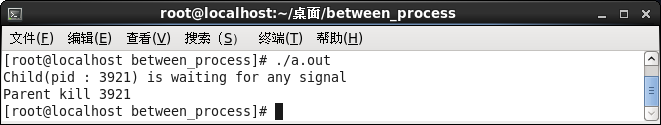 root@localhost:~/桌面/between_process
文件(F) 编辑(E) 查看(V) 搜索 (S) 终端(T) 帮助(H)
[root@localhost between_process]# ./a.out
Child(pid : 3921) is waiting for any signal
Parent kill 3921
[root@localhost between_process]#